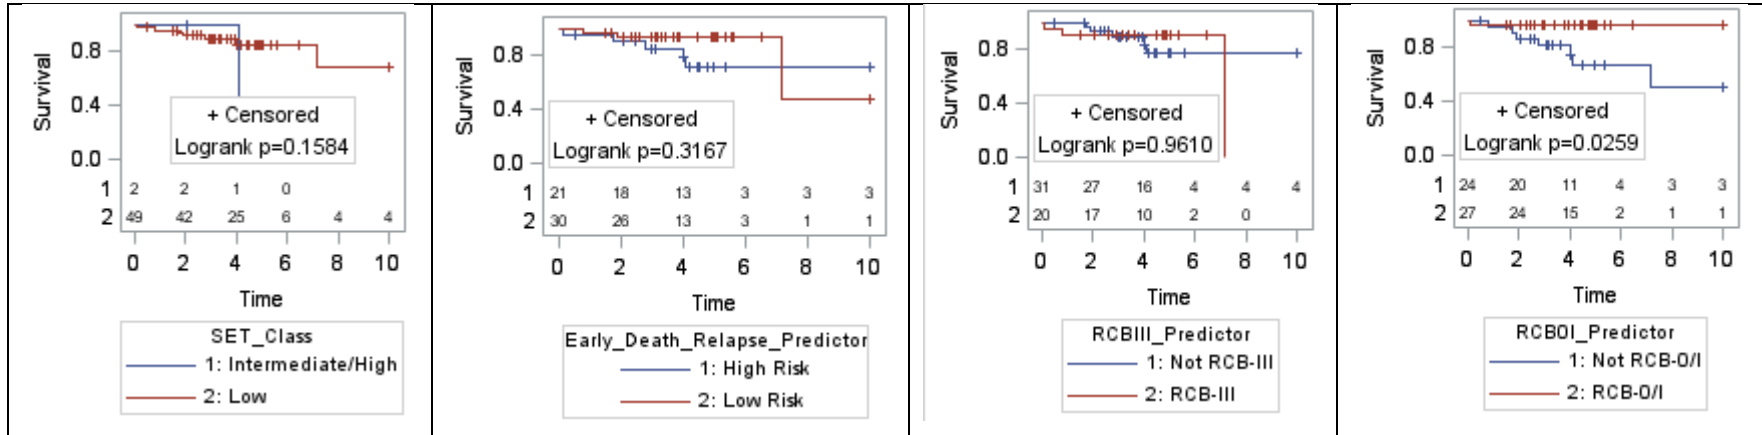 Survival
0.8
0.4
0.0
+ Censored
Logrank p=0.1584
1 2 2 1 0
2 49 42 25 6 4 4
0 2 4 6 8 10
Time
SET_Class
1: Intermediate/High
2: Low
Survival
0.8
0.4
0.0
+ Censored
Logrank p=0.3167
1 21 18 13 3 3 3
2 30 26 13 3 1 1
0 2 4 6 8 10
Time
Early_Death_Relapse_Predictor
1: High Risk
2: Low Risk
Survival
0.8
0.4
0.0
+ Censored
Logrank p=0.9610
1 31 27 16 4 4 4
2 20 17 10 2 0
0 2 4 6 8 10
Time
RCBIII_Predictor
1: Not RCB-III
2: RCB-III
Survival
0.8
0.4
0.0
+ Censored
Logrank p=0.0259
1 24 20 11 4 3 3
2 27 24 15 2 1 1
0 2 4 6 8 10
Time
RCB0I_Predictor
1: Not RCB-0/I
2: RCB-0/I